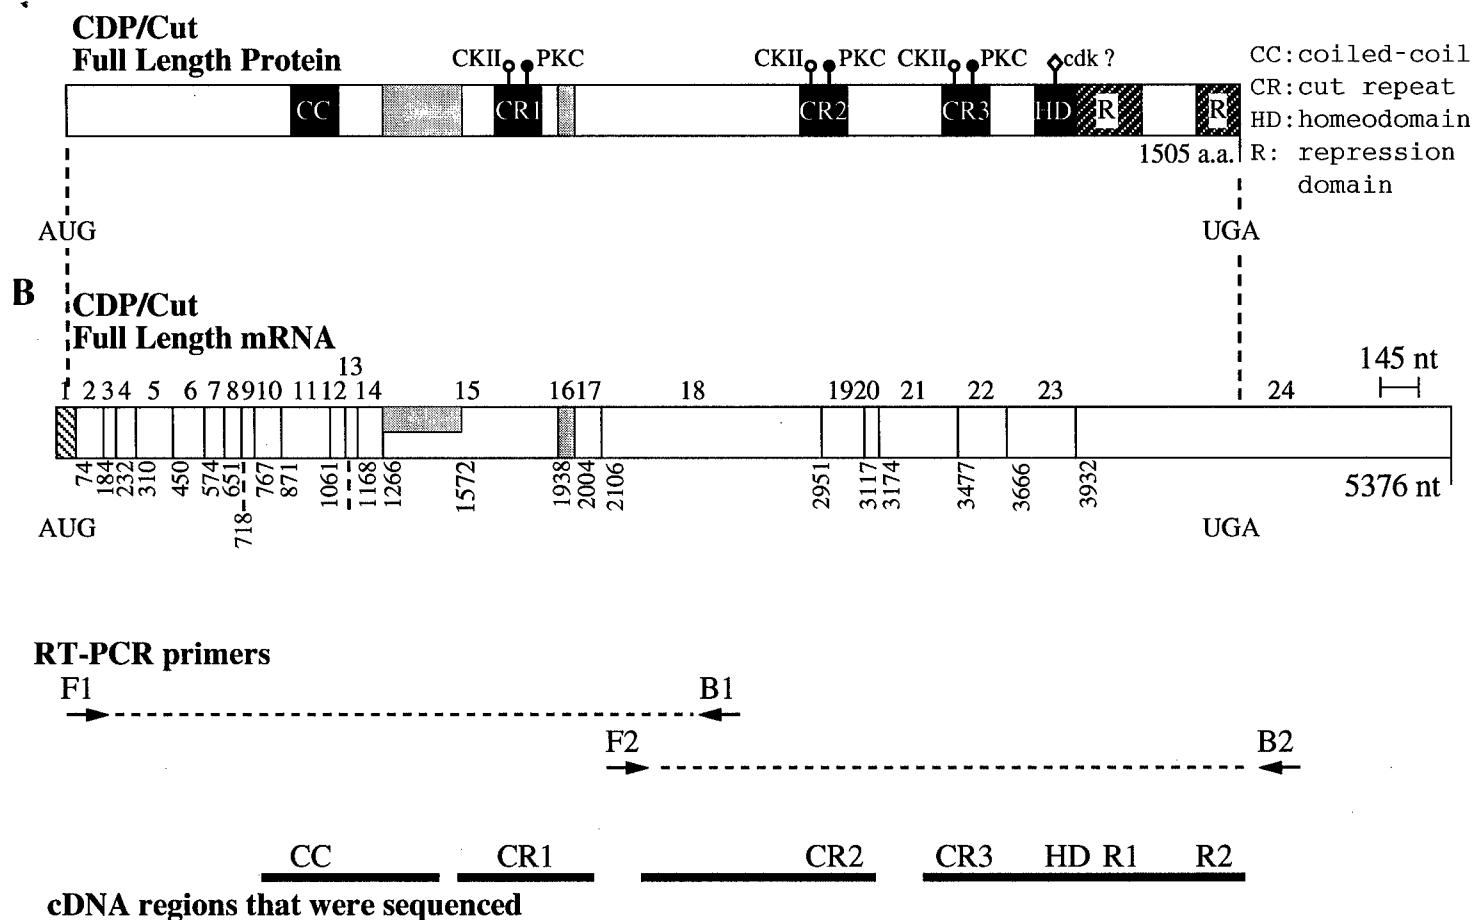 CDP/Cut
Full Length Protein
CKII PKC CKII PKC CKII PKC cdk ?
CC CR1 CR2 CR3 HD R R
1505 a.a.
CC:coiled-coil
CR:cut repeat
HD:homeodomain
R: repression
domain
AUG UGA
B
CDP/Cut
Full Length mRNA
145 nt
13
1 2 3 4 5 6 7 8 9 10 11 12 14 15 16 17 18 19 20 21 22 23 24
74 184 232 310 450 574 651 718 767 871 1061 1168 1266 1572 1938 2004 2106 2951 3117 3174 3477 3666 3932
5376 nt
AUG UGA
RT-PCR primers
F1 B1
F2 B2
CC CR1 CR2 CR3 HD R1 R2
cDNA regions that were sequenced